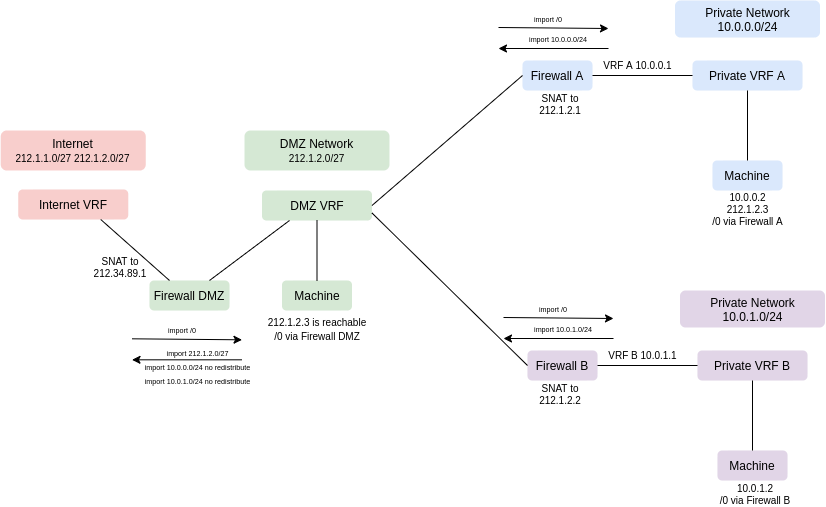 import /0
import 10.0.0.0/24
Private Network
10.0.0.0/24
Firewall A
VRF A 10.0.0.1
Private VRF A
SNAT to
212.1.2.1
Internet
212.1.1.0/27 212.1.2.0/27
DMZ Network
212.1.2.0/27
Machine
10.0.0.2
212.1.2.3
/0 via Firewall A
Internet VRF
DMZ VRF
SNAT to
212.34.89.1
Firewall DMZ
Machine
212.1.2.3 is reachable
/0 via Firewall DMZ
import /0
import 212.1.2.0/27
import 10.0.0.0/24 no redistribute
import 10.0.1.0/24 no redistribute
import /0
import 10.0.1.0/24
Private Network
10.0.1.0/24
Firewall B
VRF B 10.0.1.1
Private VRF B
SNAT to
212.1.2.2
Machine
10.0.1.2
/0 via Firewall B